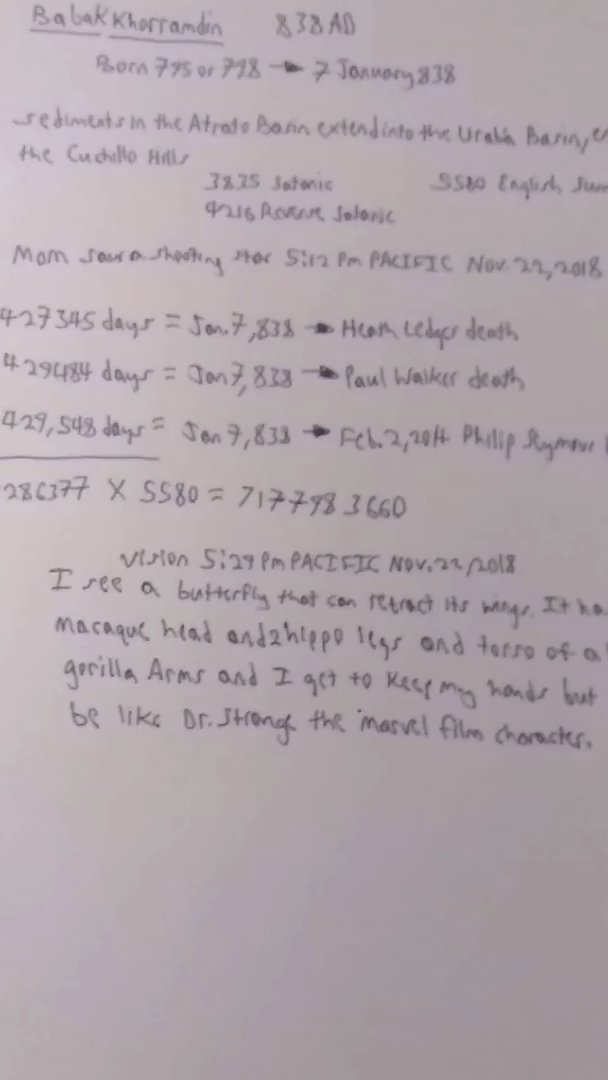 Babak Khorramdin 838 AD
Born 795 or 798 → 7 January 838
sediments in the Atrato Basin extend into the Uraba Basin,
the Cuchillo Hills
3835 Satanic 5580 English
4216 Reverse Satanic
Mom saw a shooting star 5:12 Pm PACIFIC Nov. 22, 2018
427345 days = Jan. 7, 838 → Heath Ledger death
429484 days = Jan 7, 838 → Paul Walker death
429,548 days = Jan 7, 838 → Feb. 2, 2014 Philip Seymour
286377 X 5580 = 7177983660
vision 5:29 Pm PACIFIC Nov. 22, 2018
I see a butterfly that can retract its wings. It
macaque head and 2 hippo legs and torso of a
gorilla Arms and I get to keep my hands but
be like Dr. Strange the marvel film character.